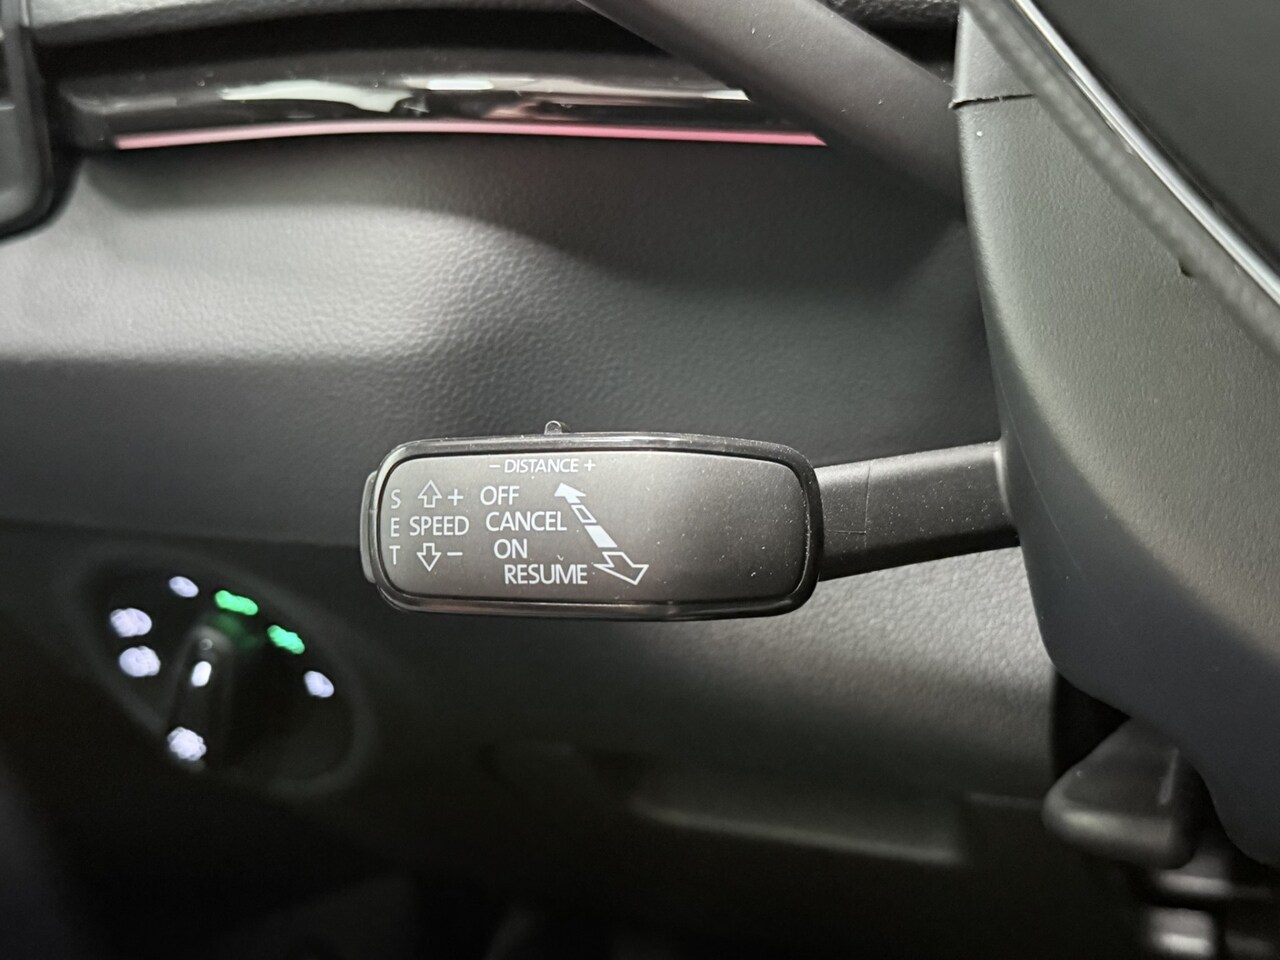 – DISTANCE +
S ⇧ + OFF
E SPEED CANCEL
T ⇩ – ON
RESUME